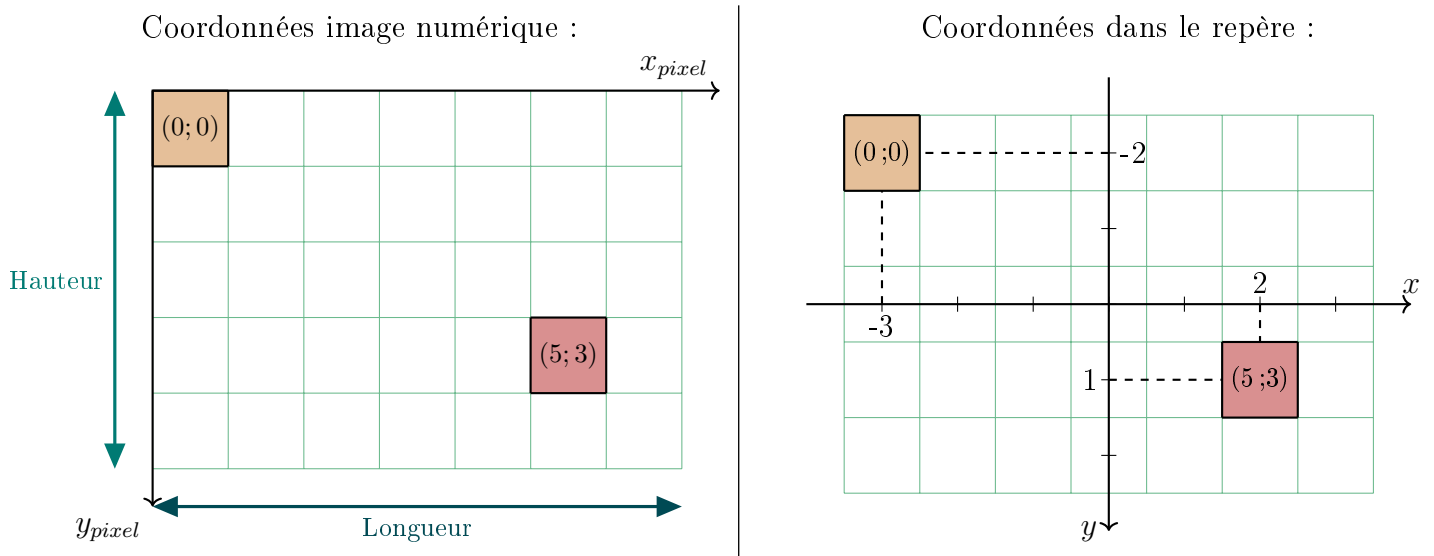 Coordonnées image numérique :
x_pixel
(0; 0)
Hauteur
(5; 3)
y_pixel
Longueur
Coordonnées dans le repère :
(0 ;0)
-2
2
x
-3
1
(5 ;3)
y